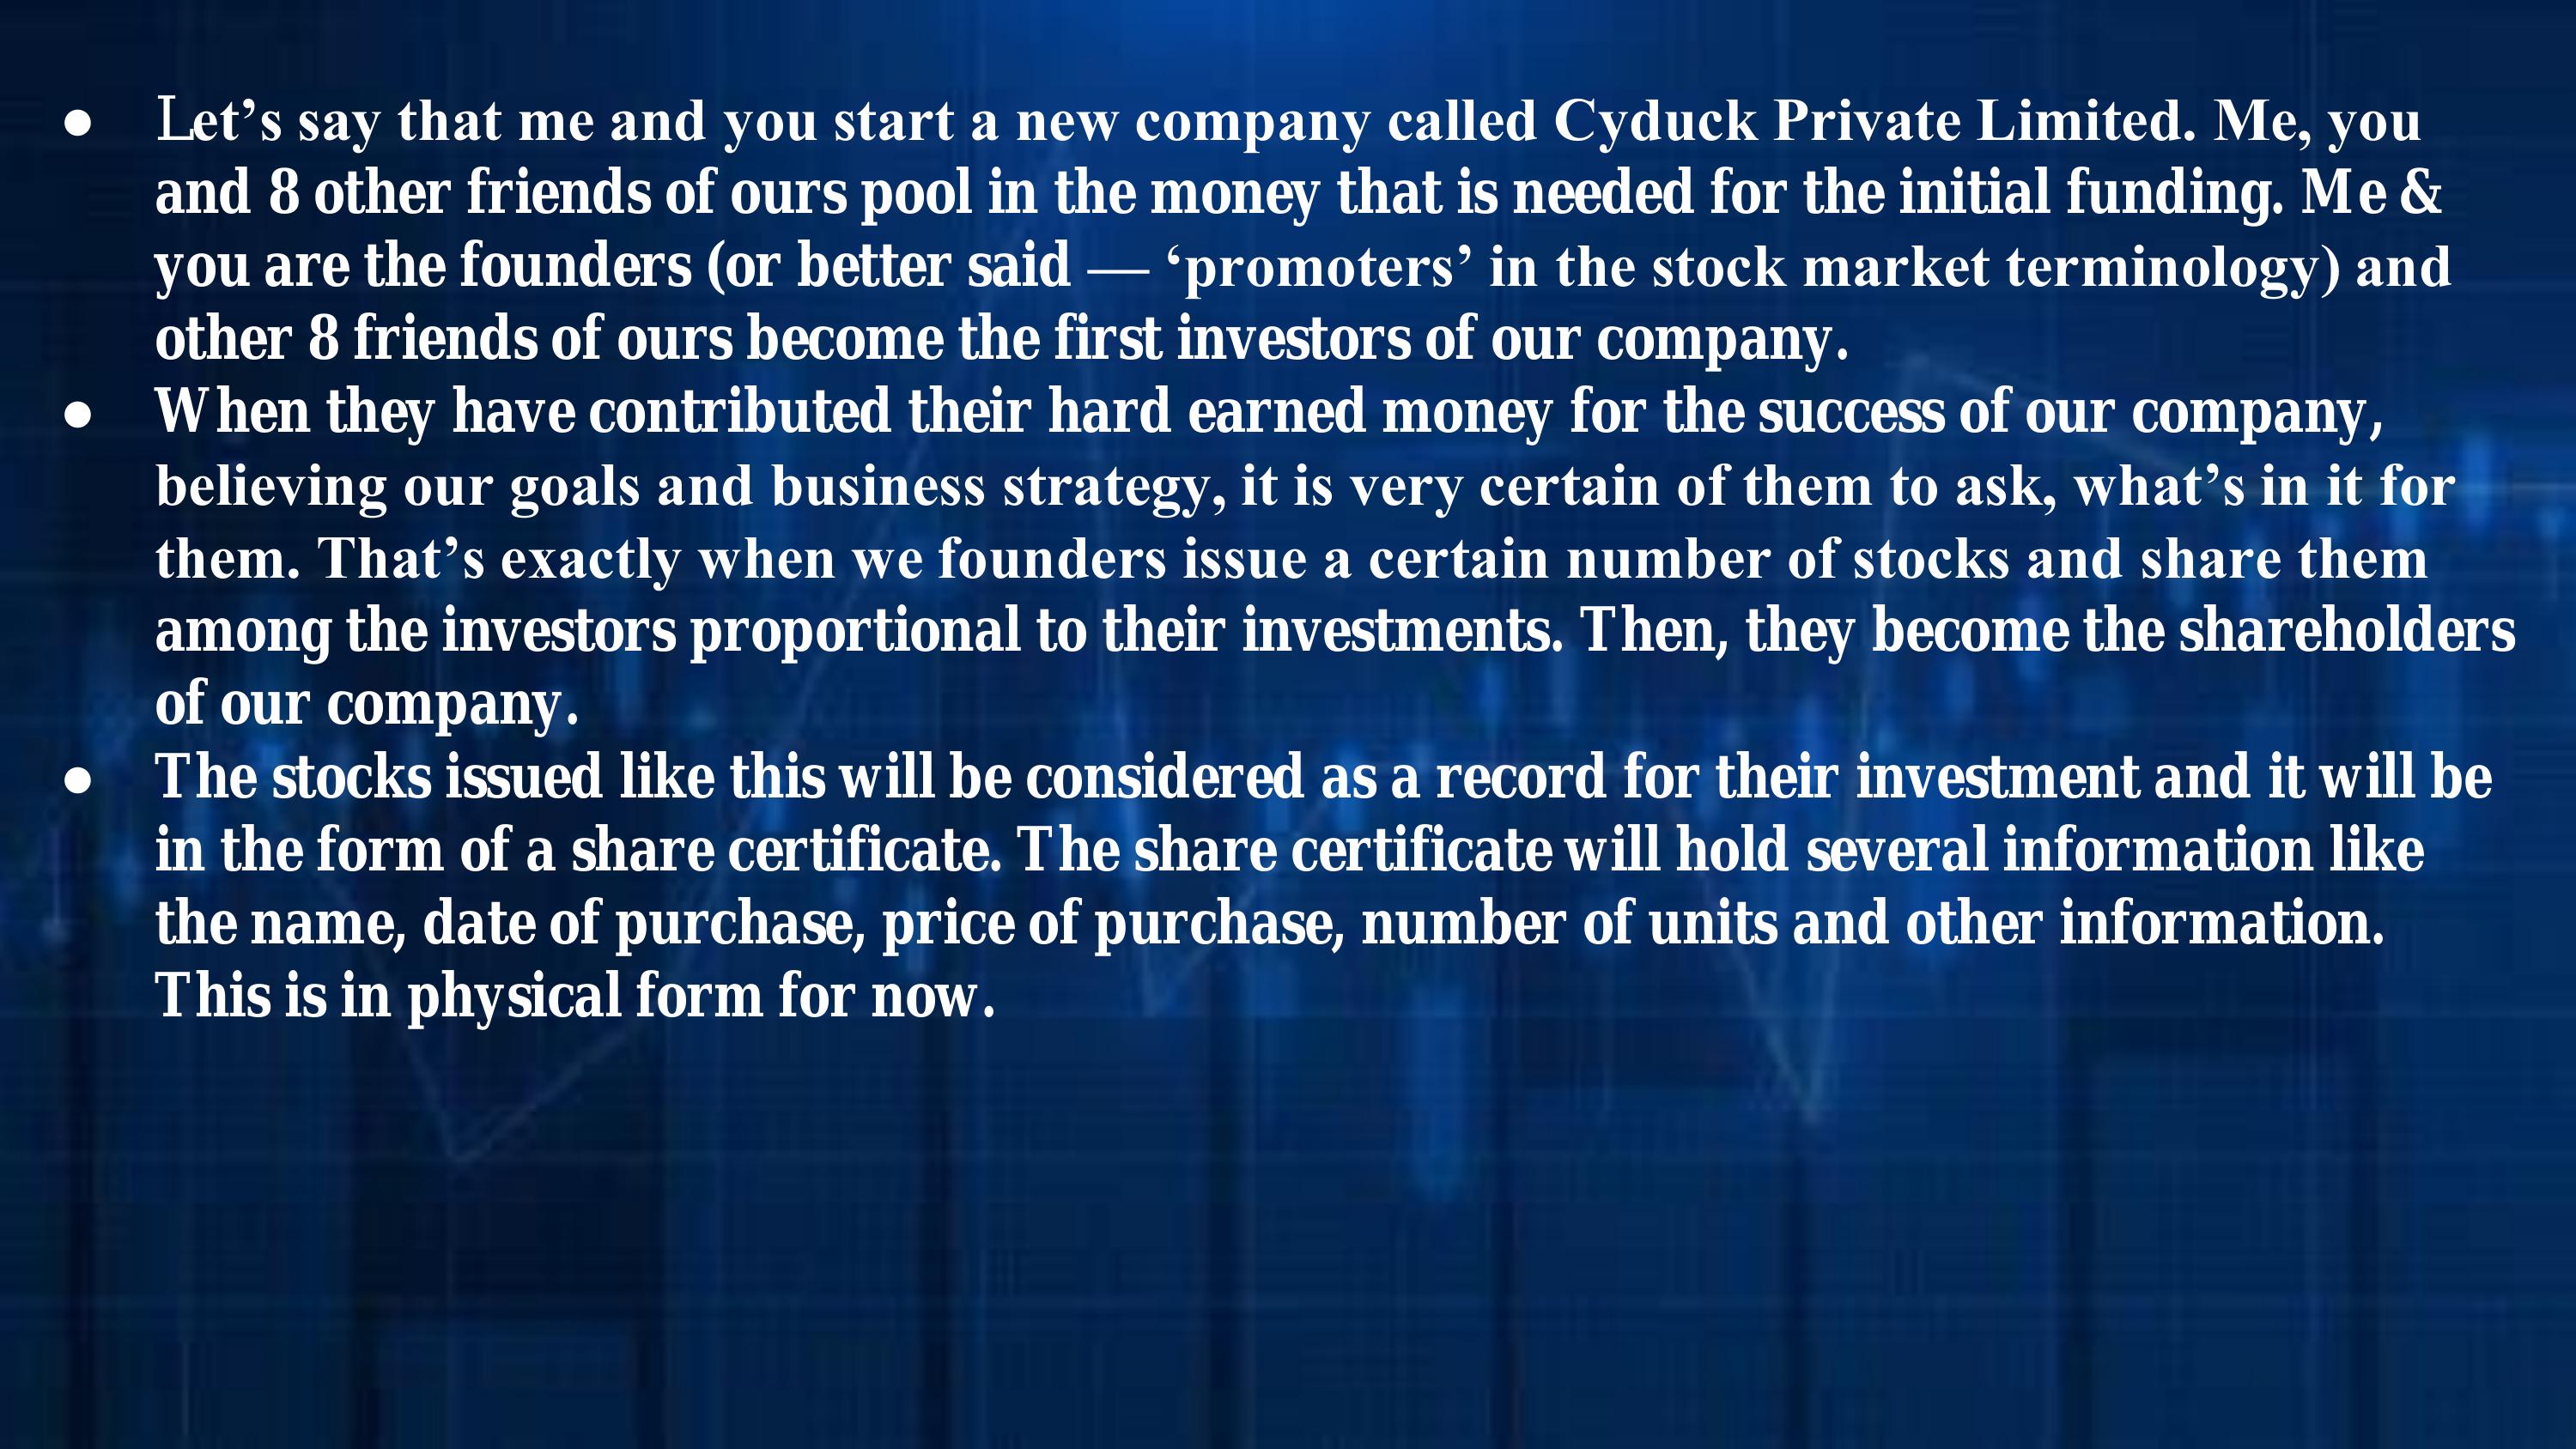 ● Let’s say that me and you start a new company called Cyduck Private Limited. Me, you
and 8 other friends of ours pool in the money that is needed for the initial funding. Me &
you are the founders (or better said — ‘promoters’ in the stock market terminology) and
other 8 friends of ours become the first investors of our company.
● When they have contributed their hard earned money for the success of our company,
believing our goals and business strategy, it is very certain of them to ask, what’s in it for
them. That’s exactly when we founders issue a certain number of stocks and share them
among the investors proportional to their investments. Then, they become the shareholders
of our company.
● The stocks issued like this will be considered as a record for their investment and it will be
in the form of a share certificate. The share certificate will hold several information like
the name, date of purchase, price of purchase, number of units and other information.
This is in physical form for now.